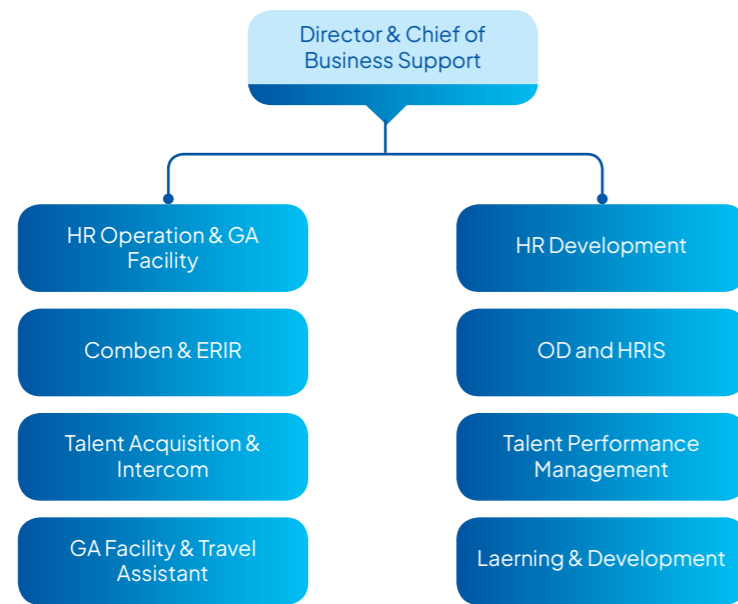 Director & Chief of
Business Support
HR Operation & GA
Facility
Comben & ERIR
Talent Acquisition &
Intercom
GA Facility & Travel
Assistant
HR Development
OD and HRIS
Talent Performance
Management
Laerning & Development